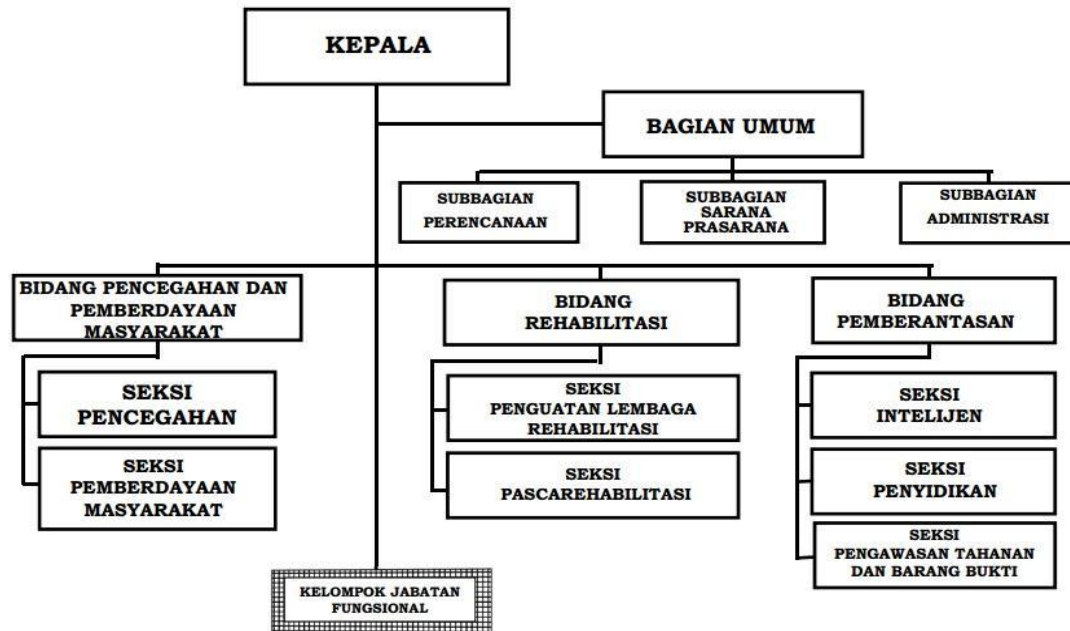 KEPALA
BAGIAN UMUM
SUBBAGIAN
PERENCANAAN
SUBBAGIAN
SARANA
PRASARANA
SUBBAGIAN
ADMINISTRASI
BIDANG PENCEGAHAN DAN
PEMBERDAYAAN
MASYARAKAT
SEKSI
PENCEGAHAN
SEKSI
PEMBERDAYAAN
MASYARAKAT
BIDANG
REHABILITASI
SEKSI
PENGUATAN LEMBAGA
REHABILITASI
SEKSI
PASCAREHABILITASI
BIDANG
PEMBERANTASAN
SEKSI
INTELIJEN
SEKSI
PENYIDIKAN
SEKSI
PENGAWASAN TAHANAN
DAN BARANG BUKTI
KELOMPOK JABATAN
FUNGSIONAL